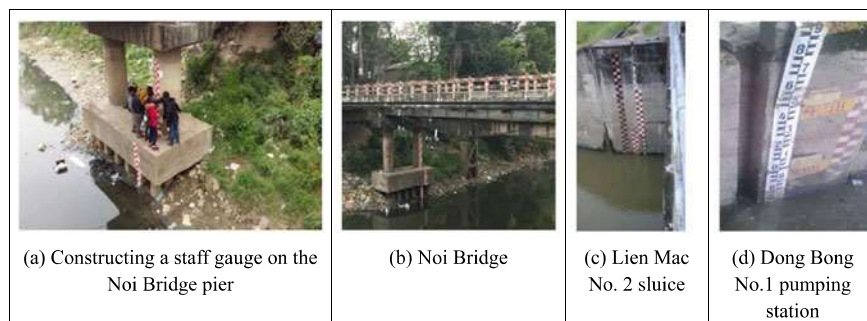 (a) Constructing a staff gauge on the
Noi Bridge pier
(b) Noi Bridge
(c) Lien Mac
No. 2 sluice
(d) Dong Bong
No.1 pumping
station